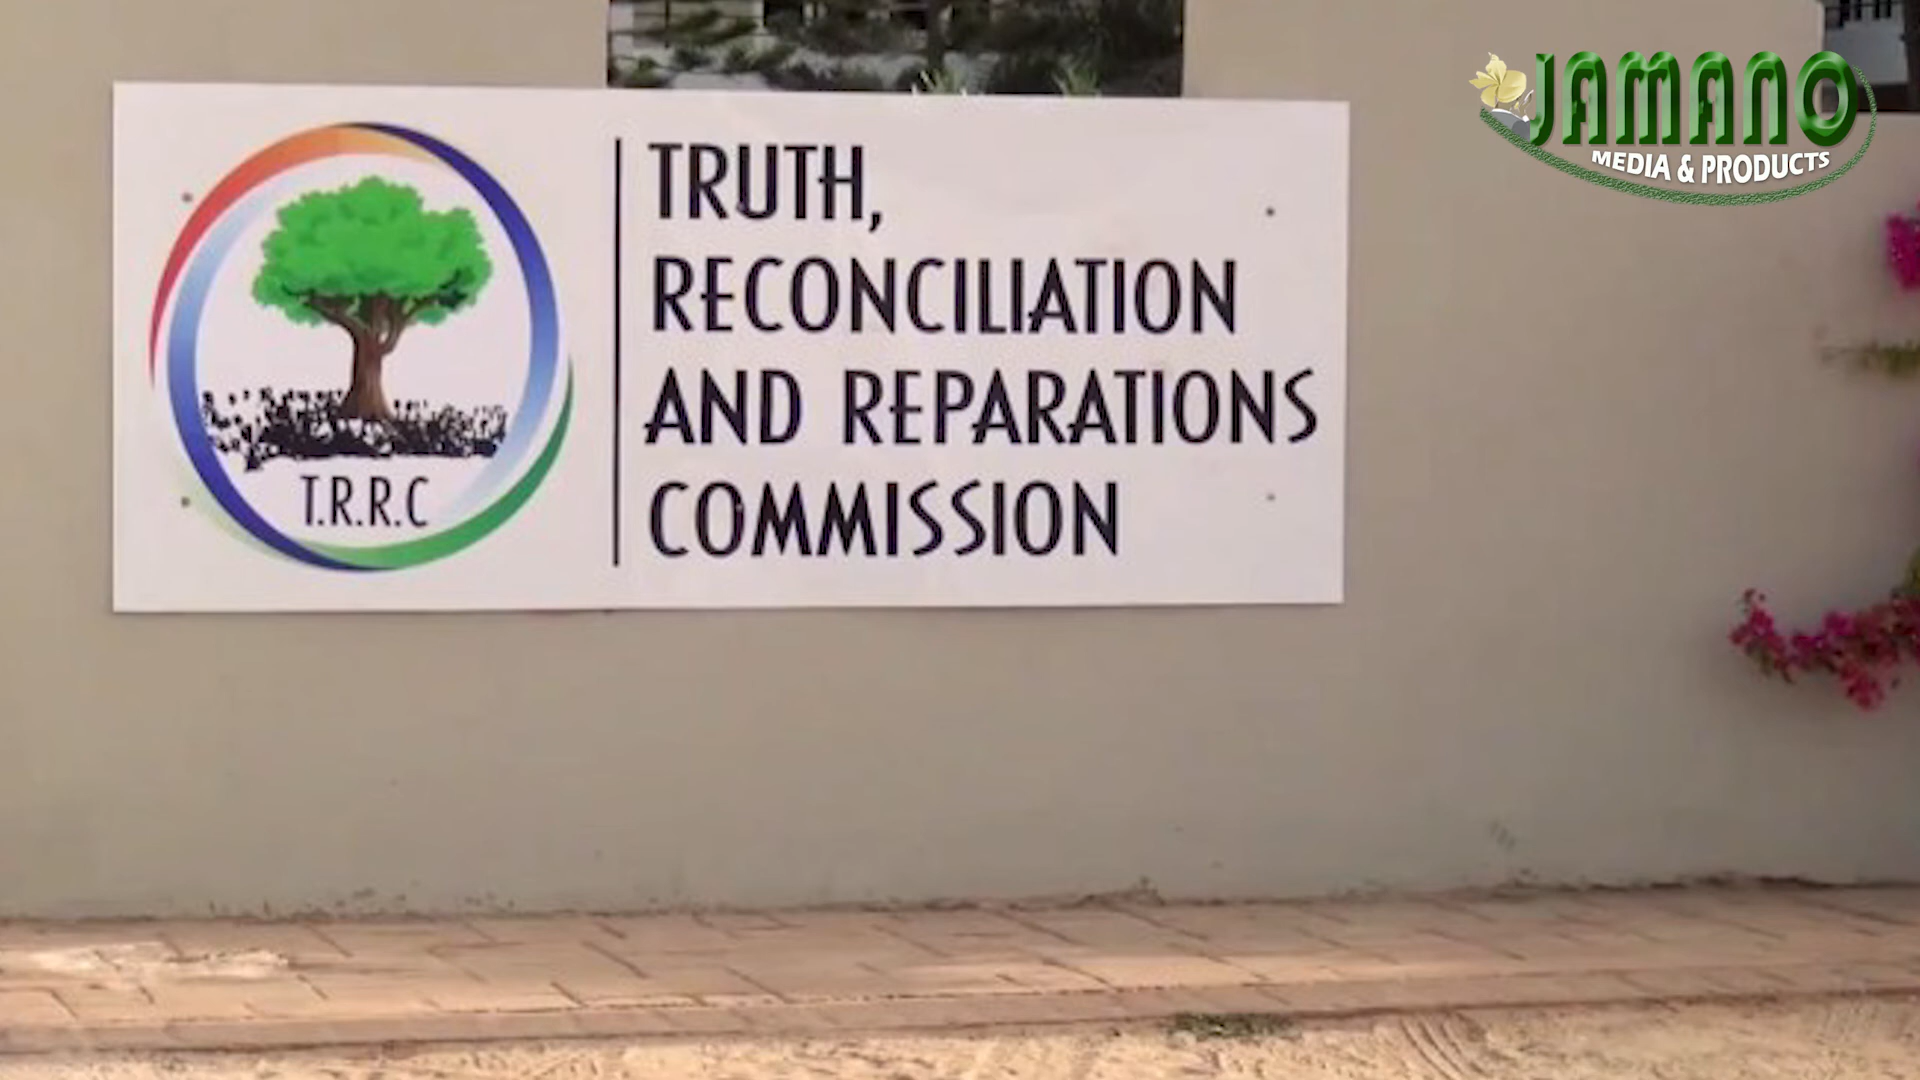 JAMANO
MEDIA & PRODUCTS
TRUTH,
RECONCILIATION
AND REPARATIONS
COMMISSION
T.R.R.C